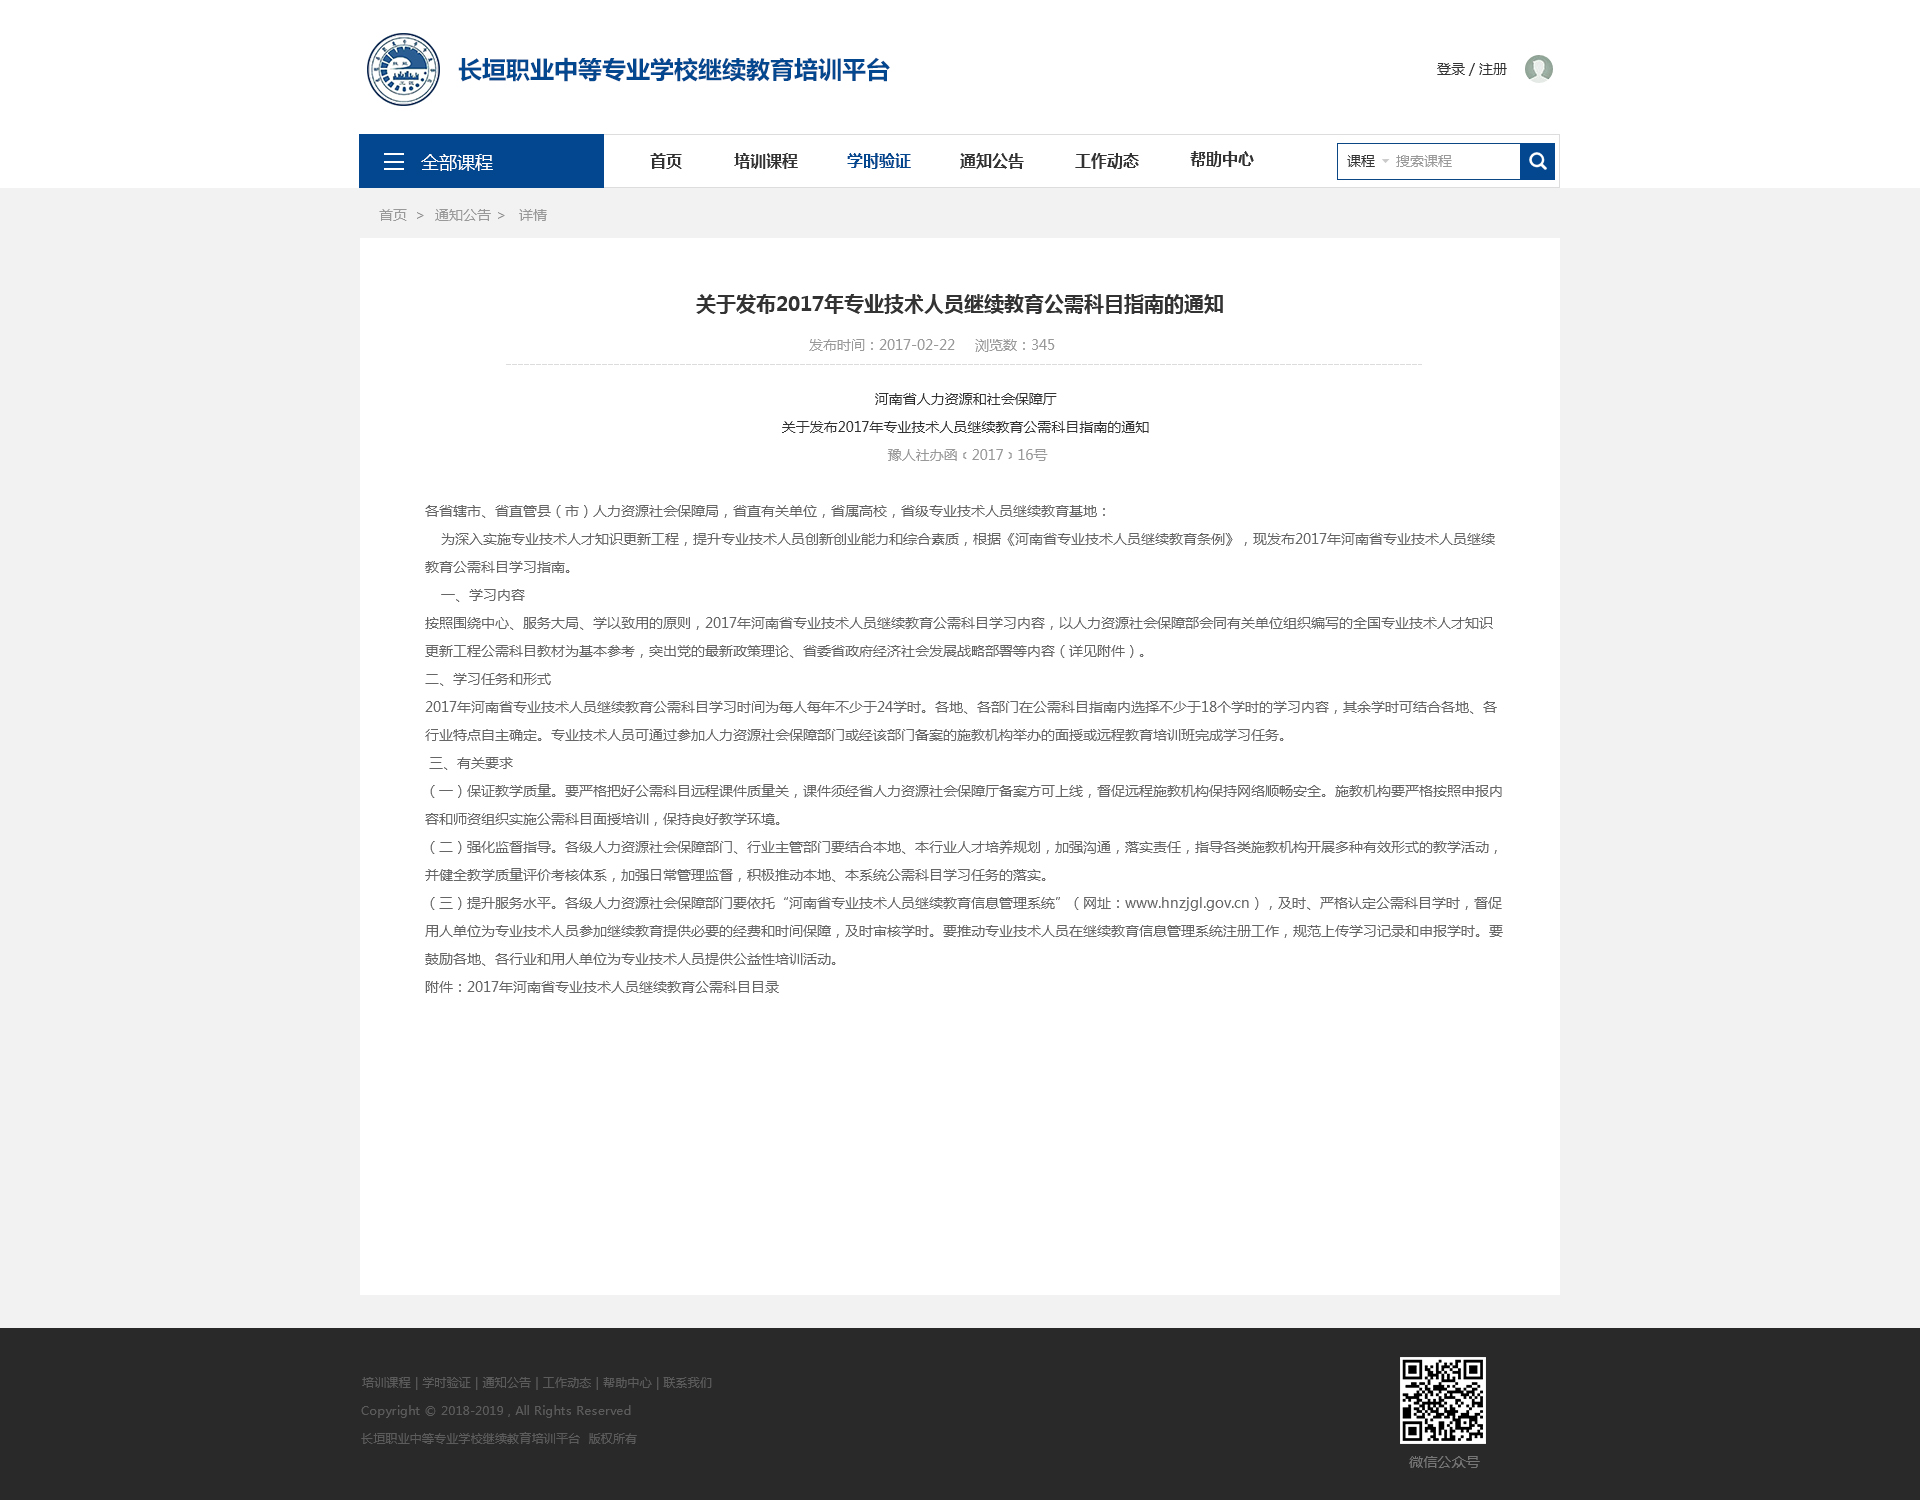 长垣职业中等专业学校继续教育培训平台
登录 / 注册
全部课程
首页 培训课程 学时验证 通知公告 工作动态 帮助中心
课程 搜索课程
首页 > 通知公告 > 详情
关于发布2017年专业技术人员继续教育公需科目指南的通知
发布时间：2017-02-22 浏览数：345
河南省人力资源和社会保障厅
关于发布2017年专业技术人员继续教育公需科目指南的通知
豫人社办函﹝2017﹞16号
各省辖市、省直管县（市）人力资源社会保障局，省直有关单位，省属高校，省级专业技术人员继续教育基地：
为深入实施专业技术人才知识更新工程，提升专业技术人员创新创业能力和综合素质，根据《河南省专业技术人员继续教育条例》，现发布2017年河南省专业技术人员继续
教育公需科目学习指南。
一、学习内容
按照围绕中心、服务大局、学以致用的原则，2017年河南省专业技术人员继续教育公需科目学习内容，以人力资源社会保障部会同有关单位组织编写的全国专业技术人才知识
更新工程公需科目教材为基本参考，突出党的最新政策理论、省委省政府经济社会发展战略部署等内容（详见附件）。
二、学习任务和形式
2017年河南省专业技术人员继续教育公需科目学习时间为每人每年不少于24学时。各地、各部门在公需科目指南内选择不少于18个学时的学习内容，其余学时可结合各地、各
行业特点自主确定。专业技术人员可通过参加人力资源社会保障部门或经该部门备案的施教机构举办的面授或远程教育培训班完成学习任务。
三、有关要求
（一）保证教学质量。要严格把好公需科目远程课件质量关，课件须经省人力资源社会保障厅备案方可上线，督促远程施教机构保持网络顺畅安全。施教机构要严格按照申报内
容和师资组织实施公需科目面授培训，保持良好教学环境。
（二）强化监督指导。各级人力资源社会保障部门、行业主管部门要结合本地、本行业人才培养规划，加强沟通，落实责任，指导各类施教机构开展多种有效形式的教学活动，
并健全教学质量评价考核体系，加强日常管理监督，积极推动本地、本系统公需科目学习任务的落实。
（三）提升服务水平。各级人力资源社会保障部门要依托“河南省专业技术人员继续教育信息管理系统”（网址：www.hnzjgl.gov.cn），及时、严格认定公需科目学时，督促
用人单位为专业技术人员参加继续教育提供必要的经费和时间保障，及时审核学时。要推动专业技术人员在继续教育信息管理系统注册工作，规范上传学习记录和申报学时。要
鼓励各地、各行业和用人单位为专业技术人员提供公益性培训活动。
附件：2017年河南省专业技术人员继续教育公需科目目录
培训课程 | 学时验证 | 通知公告 | 工作动态 | 帮助中心 | 联系我们
Copyright © 2018-2019 , All Rights Reserved
长垣职业中等专业学校继续教育培训平台 版权所有
微信公众号